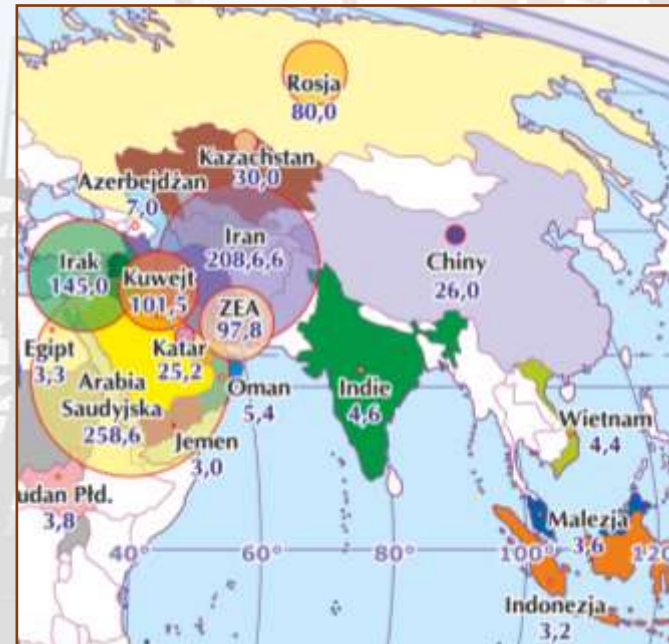 Rosja
80,0
Kazachstan
30,0
Azerbejdżan
7,0
Iran
208,6,6
Irak
145,0
Kuwejt
101,5
Chiny
26,0
ZEA
97,8
Egipt
3,3
Katar
25,2
Arabia
Saudyjska
258,6
Oman
5,4
Indie
4,6
Wietnam
4,4
Jemen
3,0
udan Płd.
3,8
Malezja
3,6
40°
60°
80°
100°
120
Indonezja
3,2